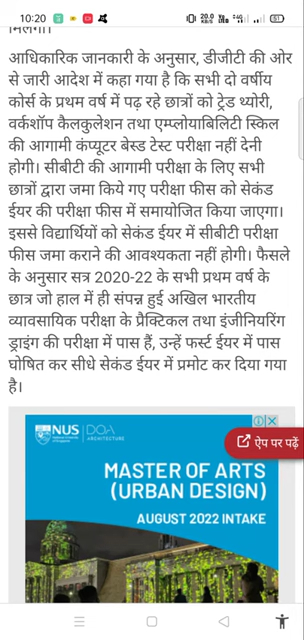 10:20
मिलेगा।
आधिकारिक जानकारी के अनुसार, डीजीटी की ओर
से जारी आदेश में कहा गया है कि सभी दो वर्षीय
कोर्स के प्रथम वर्ष में पढ़ रहे छात्रों को ट्रेड थ्योरी,
वर्कशॉप कैलकुलेशन तथा एम्प्लोयाबिलिटी स्किल
की आगामी कंप्यूटर बेस्ड टेस्ट परीक्षा नहीं देनी
होगी। सीबीटी की आगामी परीक्षा के लिए सभी
छात्रों द्वारा जमा किये गए परीक्षा फीस को सेकंड
ईयर की परीक्षा फीस में समायोजित किया जाएगा।
इससे विद्यार्थियों को सेकंड ईयर में सीबीटी परीक्षा
फीस जमा कराने की आवश्यकता नहीं होगी। फैसले
के अनुसार सत्र 2020-22 के सभी प्रथम वर्ष के
छात्र जो हाल में ही संपन्न हुई अखिल भारतीय
व्यावसायिक परीक्षा के प्रैक्टिकल तथा इंजीनियरिंग
ड्राइंग की परीक्षा में पास हैं, उन्हें फर्स्ट ईयर में पास
घोषित कर सीधे सेकंड ईयर में प्रमोट कर दिया गया
है।
NUS DOA
ARCHITECTURE
ऐप पर पढ़ें
MASTER OF ARTS
(URBAN DESIGN)
AUGUST 2022 INTAKE